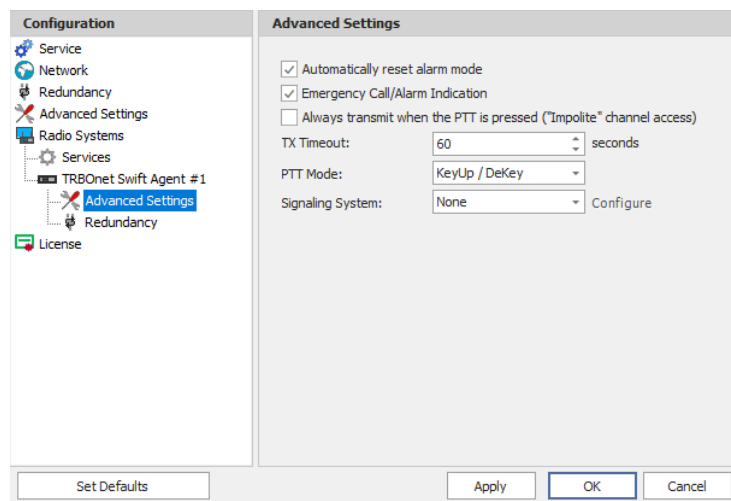 Configuration
Service
Network
Redundancy
Advanced Settings
Radio Systems
Services
TRBOnet Swift Agent #1
Advanced Settings
Redundancy
License
Advanced Settings
Automatically reset alarm mode
Emergency Call/Alarm Indication
Always transmit when the PTT is pressed ("Impolite" channel access)
TX Timeout: 60 seconds
PTT Mode: KeyUp / DeKey
Signaling System: None Configure
Set Defaults Apply OK Cancel